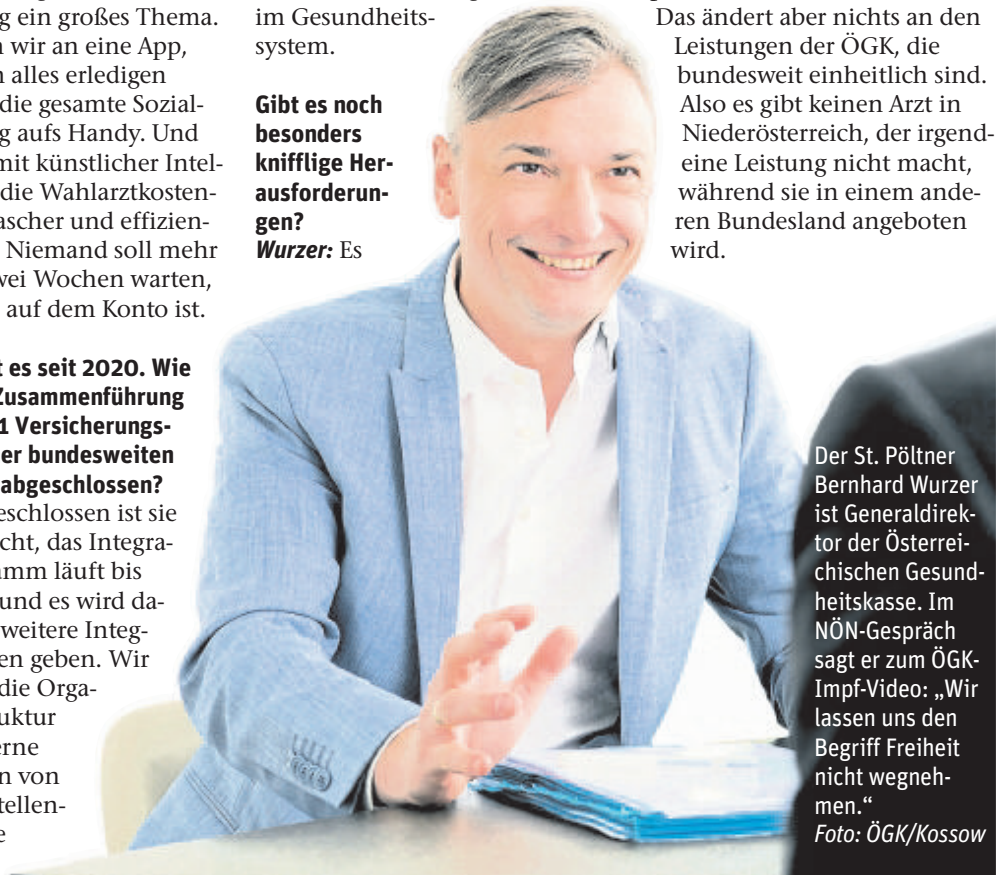 g ein großes Thema.
n wir an eine App,
n alles erledigen
die gesamte Sozial-
g aufs Handy. Und
mit künstlicher Intel-
die Wahlarztkosten-
ascher und effizien-
Niemand soll mehr
wei Wochen warten,
auf dem Konto ist.
t es seit 2020. Wie
Zusammenführung
1 Versicherungs-
er bundesweiten
abgeschlossen?
eschlossen ist sie
cht, das Integra-
amm läuft bis
und es wird da-
weitere Integ-
en geben. Wir
die Orga-
uktur
erne
n von
tellen-
e
im Gesundheits-
system.
Gibt es noch
besonders
knifflige Her-
ausforderun-
gen?
Wurzer: Es
Das ändert aber nichts an den
Leistungen der ÖGK, die
bundesweit einheitlich sind.
Also es gibt keinen Arzt in
Niederösterreich, der irgend-
eine Leistung nicht macht,
während sie in einem ande-
ren Bundesland angeboten
wird.
Der St. Pöltner
Bernhard Wurzer
ist Generaldirek-
tor der Österrei-
chischen Gesund-
heitskasse. Im
NÖN-Gespräch
sagt er zum ÖGK-
Impf-Video: „Wir
lassen uns den
Begriff Freiheit
nicht wegneh-
men.“
Foto: ÖGK/Kossow